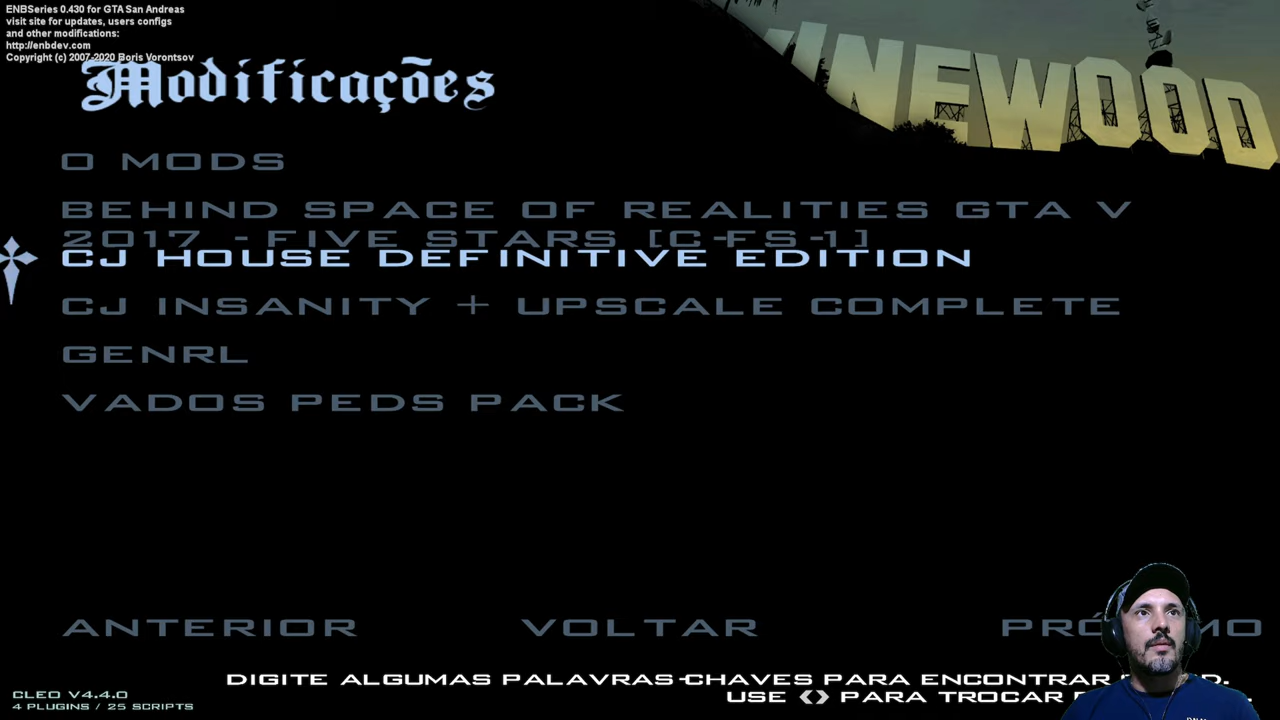 ENBSeries 0.430 for GTA San Andreas
visit site for updates, users configs
and other modifications:
http://enbdev.com
Copyright (c) 2007-2020 Boris Vorontsov
Modificações
INEWOOD
0 MODS
BEHIND SPACE OF REALITIES GTA V
2017 - FIVE STARS [C-FS-1]
CJ HOUSE DEFINITIVE EDITION
CJ INSANITY + UPSCALE COMPLETE
GENRL
VADOS PEDS PACK
ANTERIOR VOLTAR
DIGITE ALGUMAS PALAVRAS-CHAVES PARA ENCONTRAR
USE <> PARA TROCAR
CLEO V4.4.0
4 PLUGINS / 25 SCRIPTS